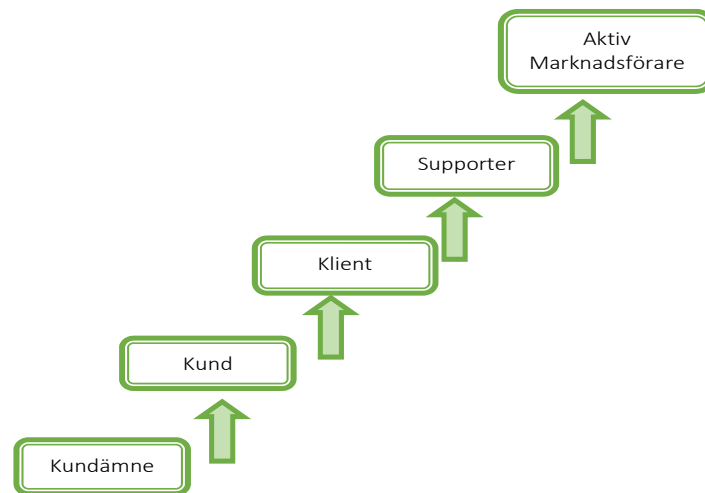 Aktiv
Marknadsförare
Supporter
Klient
Kund
Kundämne